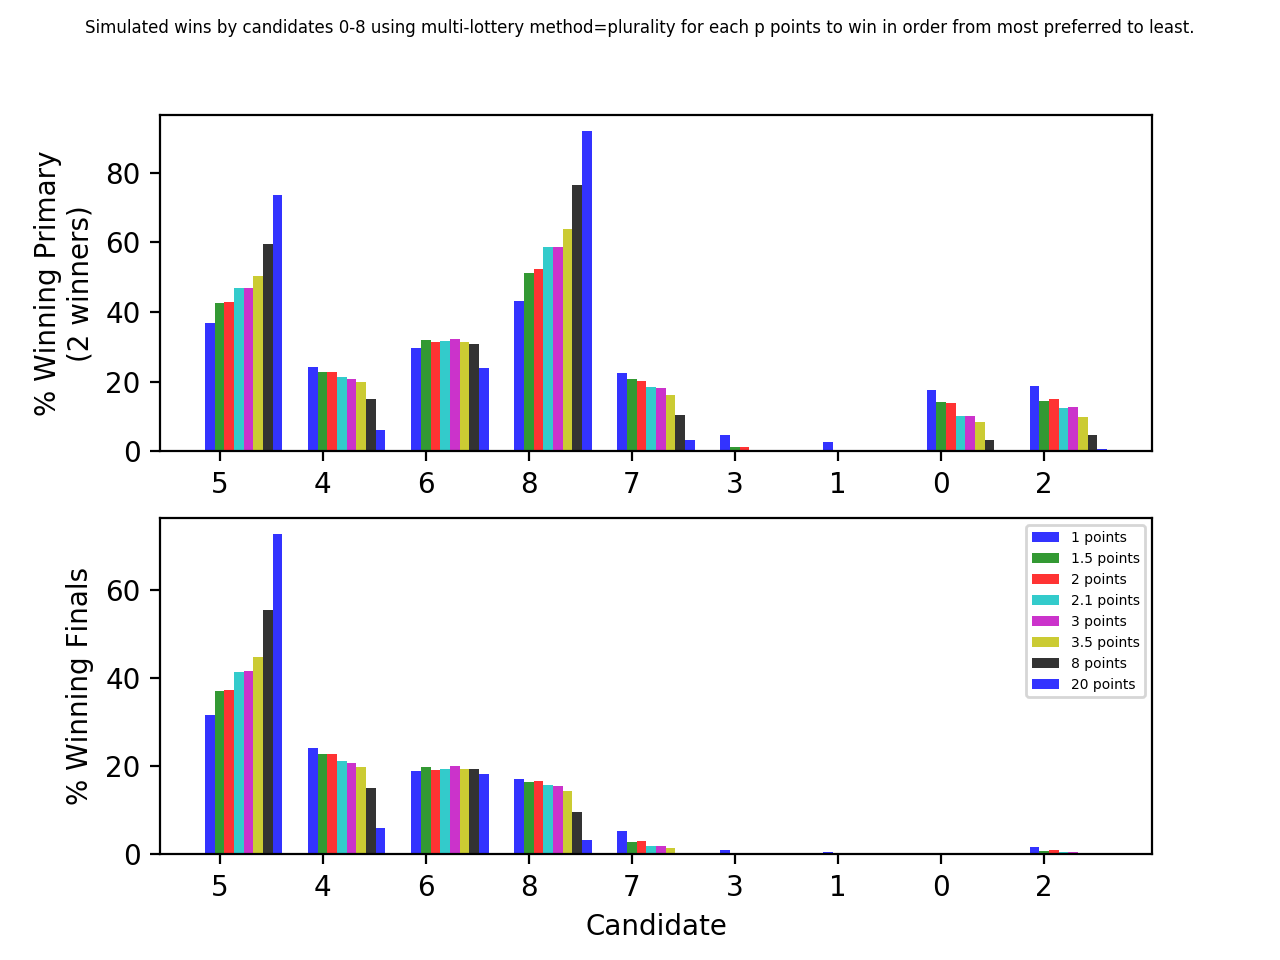 Simulated wins by candidates 0-8 using multi-lottery method=plurality for each p points to win in order from most preferred to least.
% Winning Primary
(2 winners)
80
60
40
20
0
5 4 6 8 7 3 1 0 2
% Winning Finals
60
40
20
0
1 points
1.5 points
2 points
2.1 points
3 points
3.5 points
8 points
20 points
5 4 6 8 7 3 1 0 2
Candidate